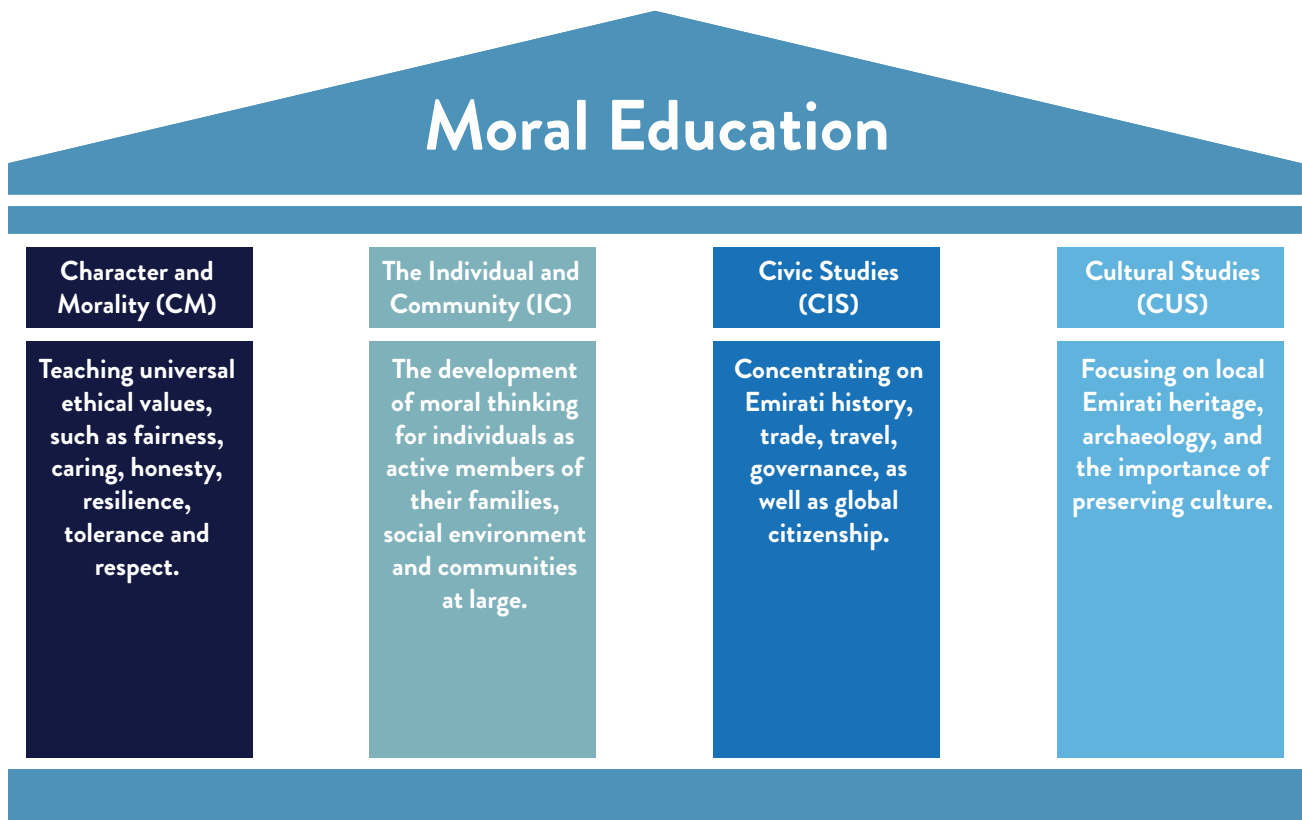 Moral Education
Character and
Morality (CM)
Teaching universal
ethical values,
such as fairness,
caring, honesty,
resilience,
tolerance and
respect.
The Individual and
Community (IC)
The development
of moral thinking
for individuals as
active members of
their families,
social environment
and communities
at large.
Civic Studies
(CIS)
Concentrating on
Emirati history,
trade, travel,
governance, as
well as global
citizenship.
Cultural Studies
(CUS)
Focusing on local
Emirati heritage,
archaeology, and
the importance of
preserving culture.